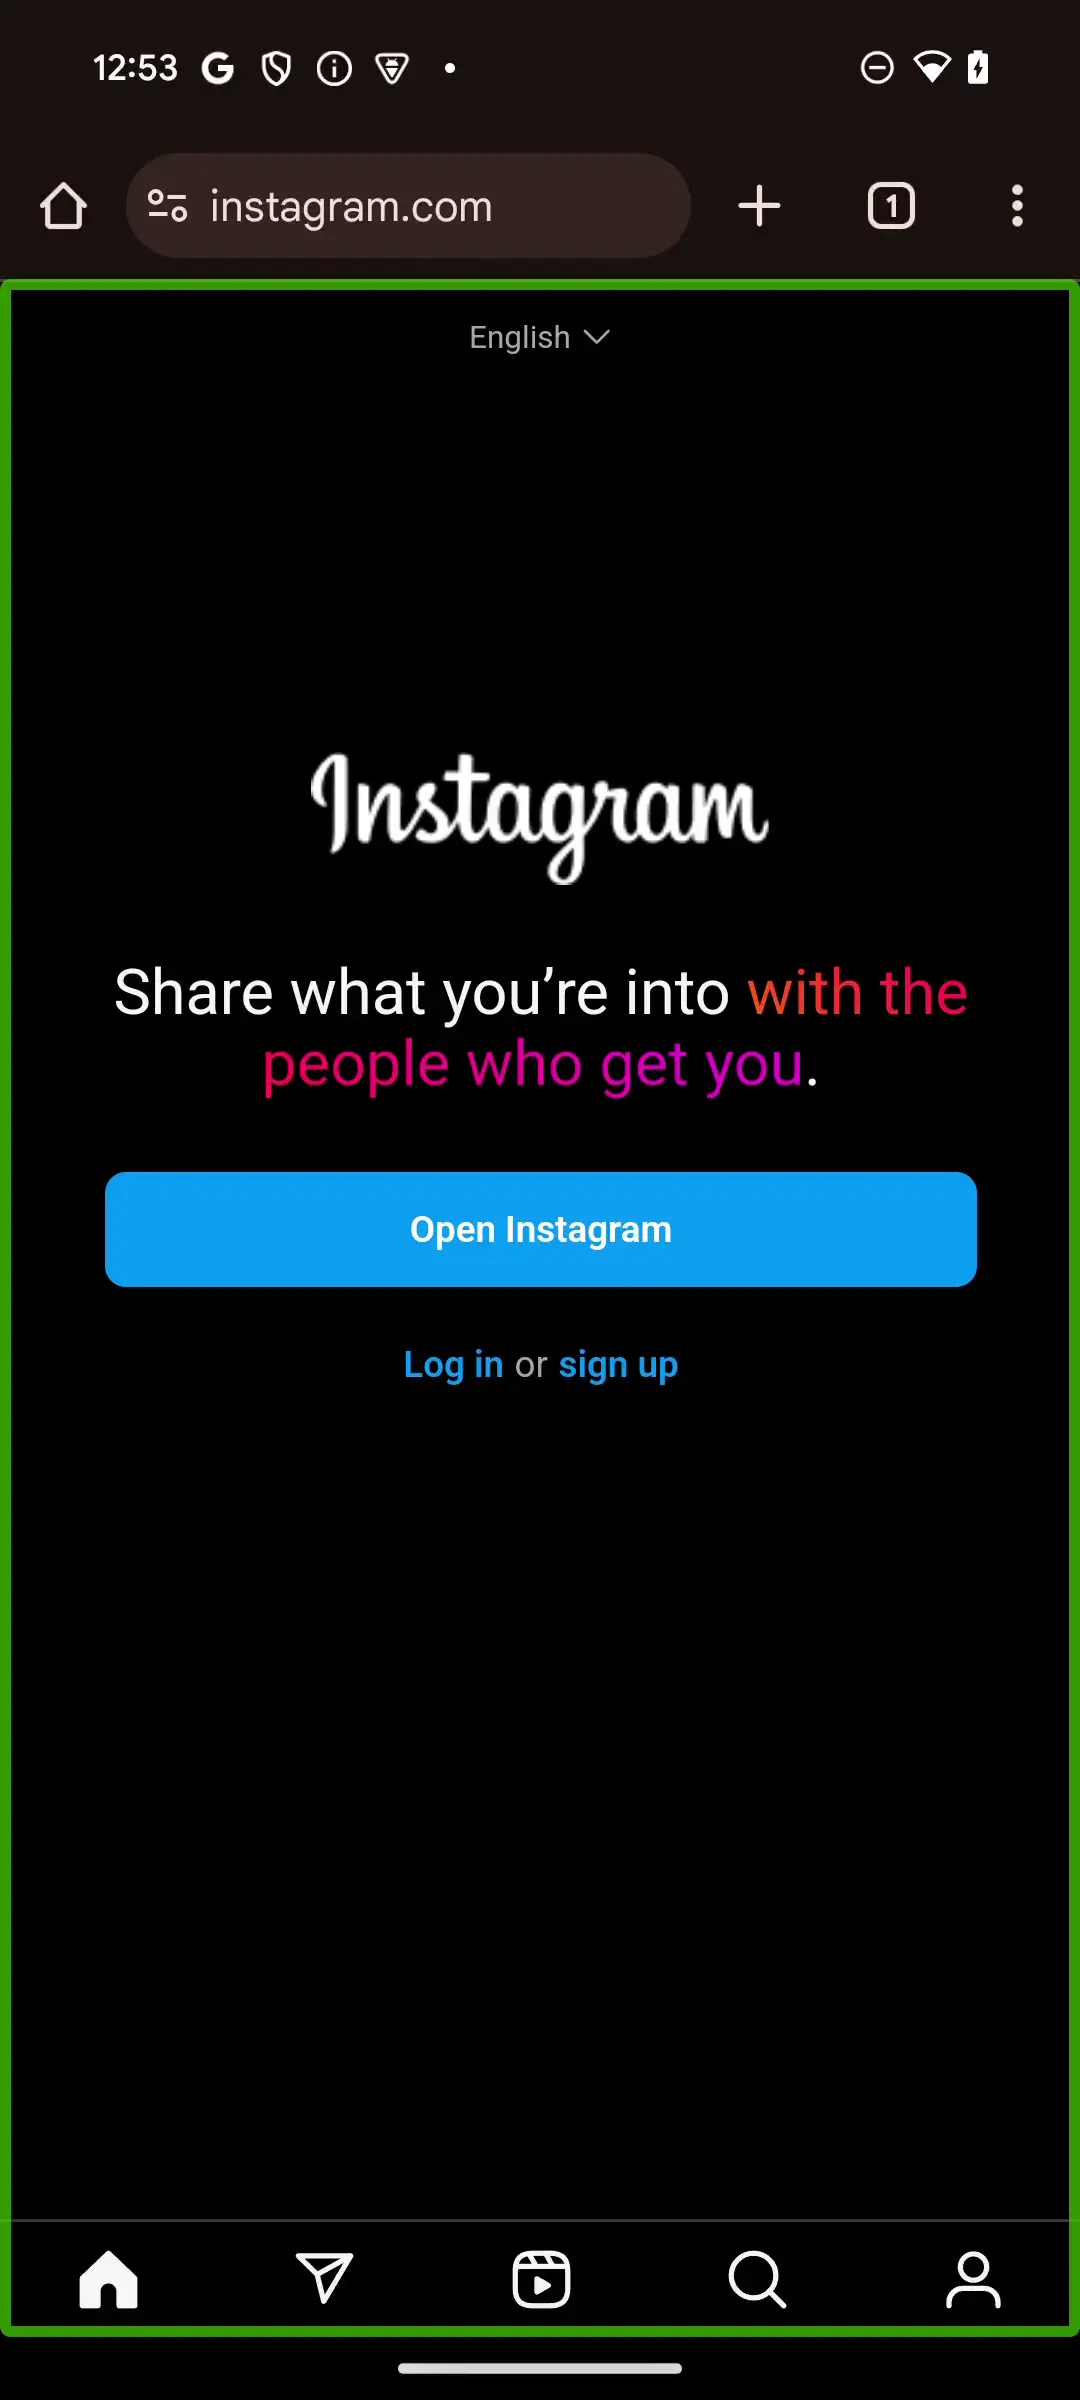 12:53
instagram.com
1
English
Instagram
Share what you’re into with the
people who get you.
Open Instagram
Log in or sign up